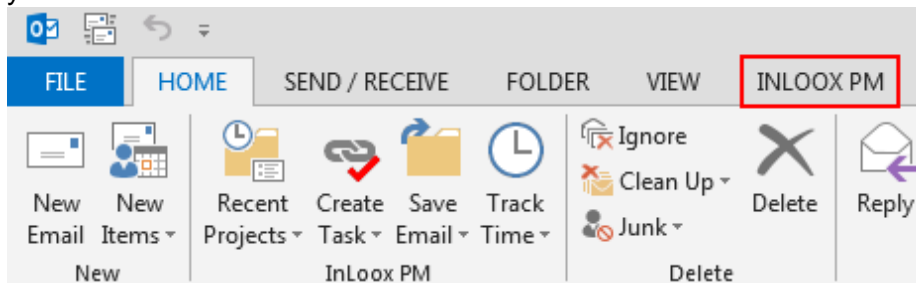 y
FILE HOME SEND / RECEIVE FOLDER VIEW INLOOX PM
Ignore
Clean Up
New Email New Items Recent Projects Create Task Save Email Track Time Junk Delete Reply
New InLoox PM Delete